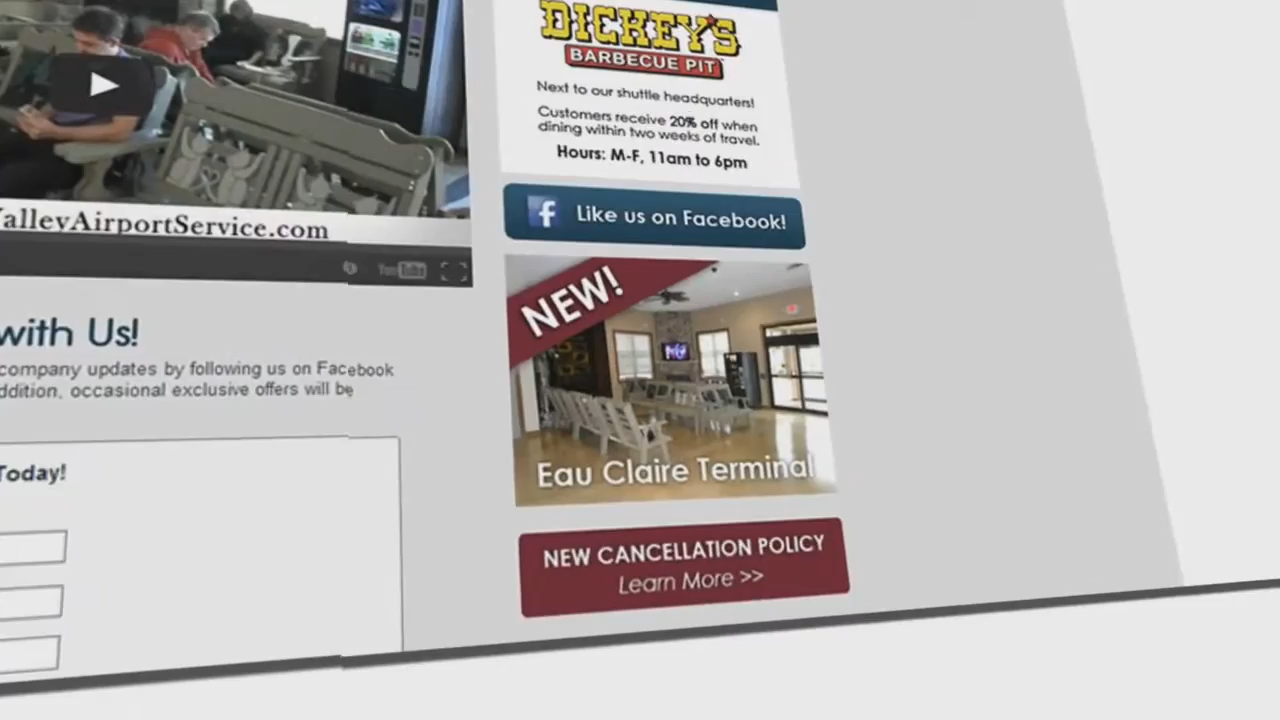 DICKEY'S
BARBECUE PIT
Next to our shuttle headquarters!
Customers receive 20% off when
dining within two weeks of travel.
Hours: M-F, 11am to 6pm
Like us on Facebook!
ValleyAirportService.com
YouTube
NEW!
with Us!
company updates by following us on Facebook
ddition, occasional exclusive offers will be
Today!
Eau Claire Terminal
NEW CANCELLATION POLICY
Learn More >>